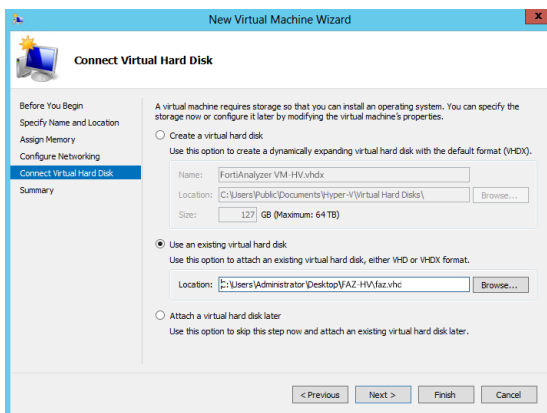 New Virtual Machine Wizard
x
Connect Virtual Hard Disk
Before You Begin
Specify Name and Location
Assign Memory
Configure Networking
Connect Virtual Hard Disk
Summary
A virtual machine requires storage so that you can install an operating system. You can specify the
storage now or configure it later by modifying the virtual machine's properties.
Create a virtual hard disk
Use this option to create a dynamically expanding virtual hard disk with the default format (VHDX).
Name: FortiAnalyzer VM-HV.vhdx
Location: C:\Users\Public\Documents\Hyper-V\Virtual Hard Disks\ Browse...
Size: 127 GB (Maximum: 64 TB)
Use an existing virtual hard disk
Use this option to attach an existing virtual hard disk, either VHD or VHDX format.
Location: C:\Users\Administrator\Desktop\FAZ-HV\faz.vhd Browse...
Attach a virtual hard disk later
Use this option to skip this step now and attach an existing virtual hard disk later.
< Previous Next > Finish Cancel